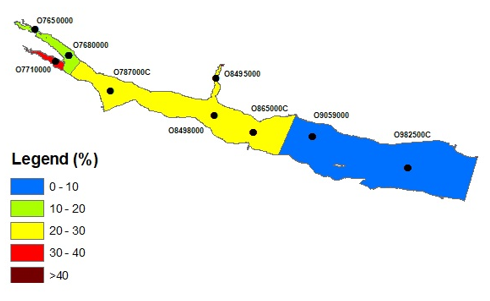 O7650000
O7680000
O7710000
O787000C
O8495000
O865000C
O8498000
O9059000
O982500C
Legend (%)
0 - 10
10 - 20
20 - 30
30 - 40
>40